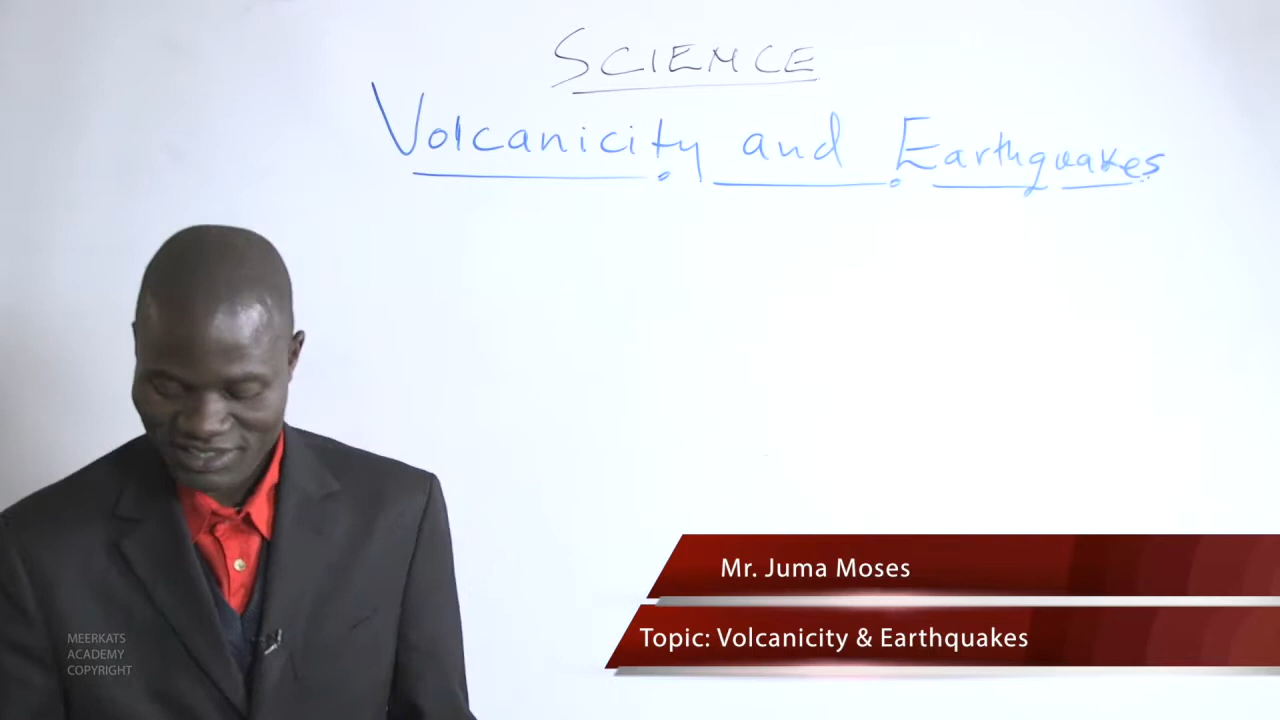 SCIENCE
Volcanicity and Earthquakes
Mr. Juma Moses
Topic: Volcanicity & Earthquakes
MEERKATS
ACADEMY
COPYRIGHT